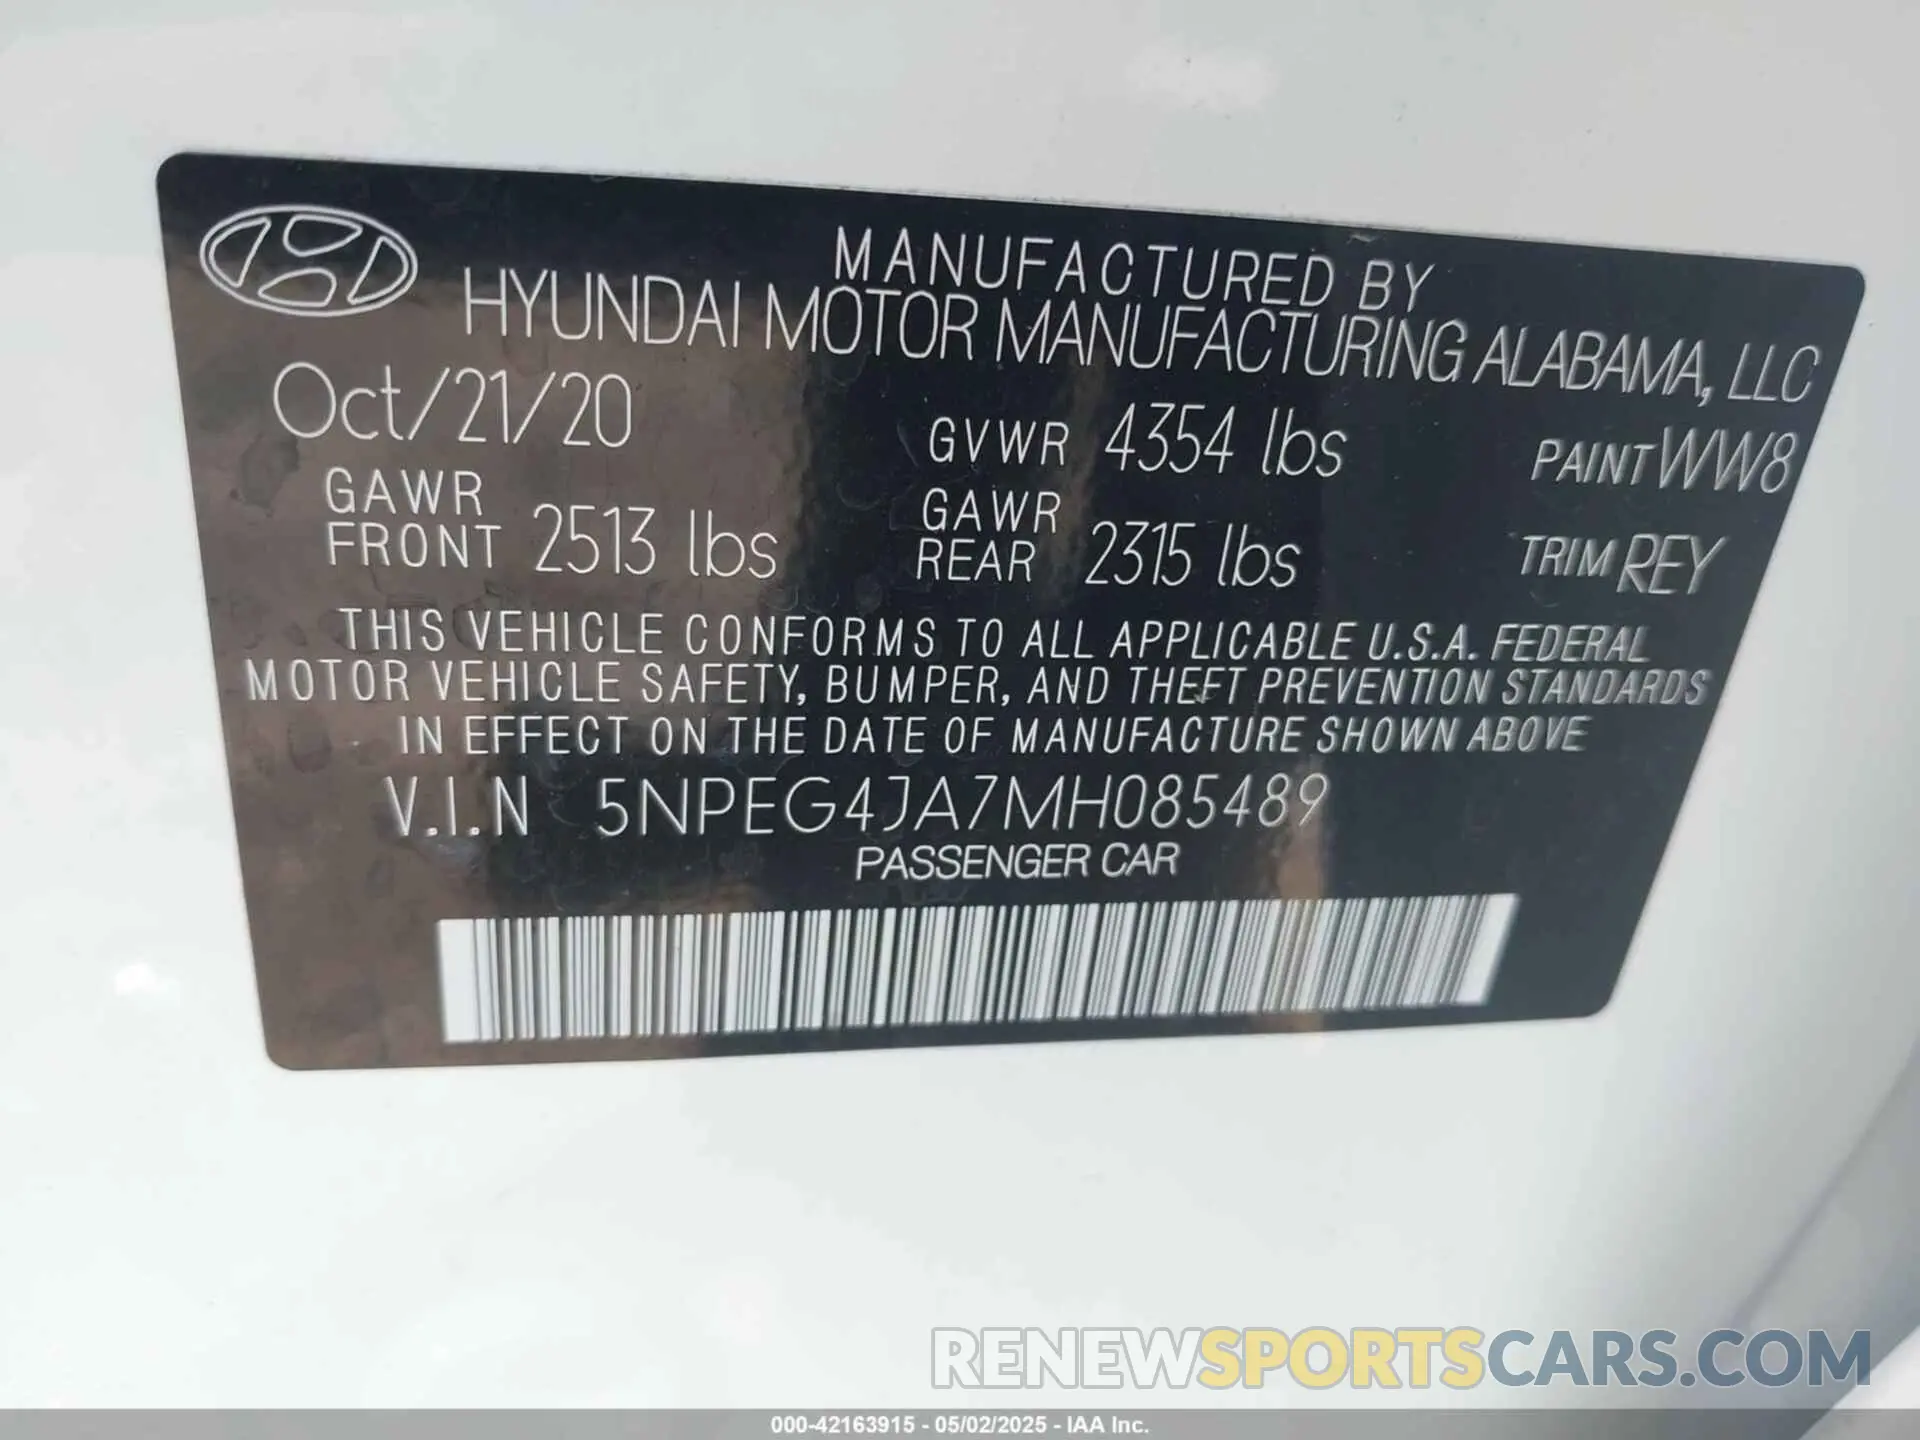 MANUFACTURED BY
HYUNDAI MOTOR MANUFACTURING ALABAMA, LLC
Oct/21/20 GVWR 4354 lbs PAINT WW8
GAWR FRONT 2513 lbs GAWR REAR 2315 lbs TRIM REY
THIS VEHICLE CONFORMS TO ALL APPLICABLE U.S.A. FEDERAL
MOTOR VEHICLE SAFETY, BUMPER, AND THEFT PREVENTION STANDARDS
IN EFFECT ON THE DATE OF MANUFACTURE SHOWN ABOVE
V.I.N 5NPEG4JA7MH085489
PASSENGER CAR
RENEWSPORTSCARS.COM
000-42163915 - 05/02/2025 - IAA Inc.